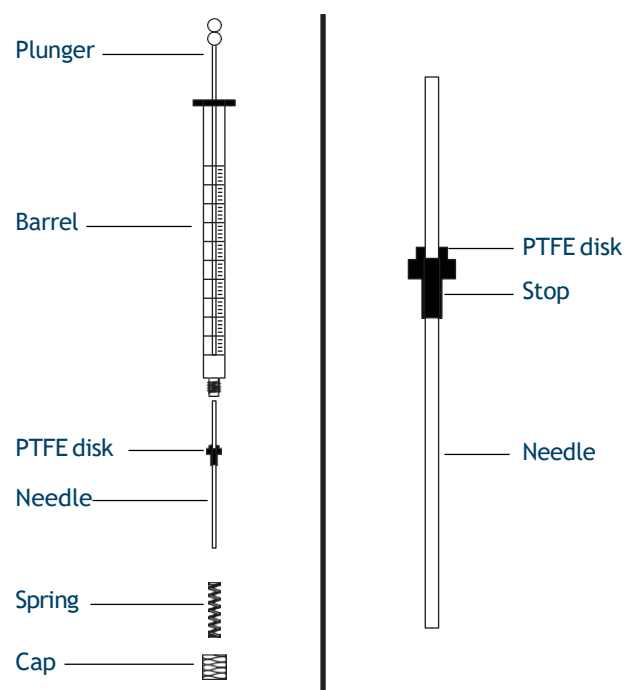 Plunger
Barrel
PTFE disk
Needle
Spring
Cap
PTFE disk
Stop
Needle